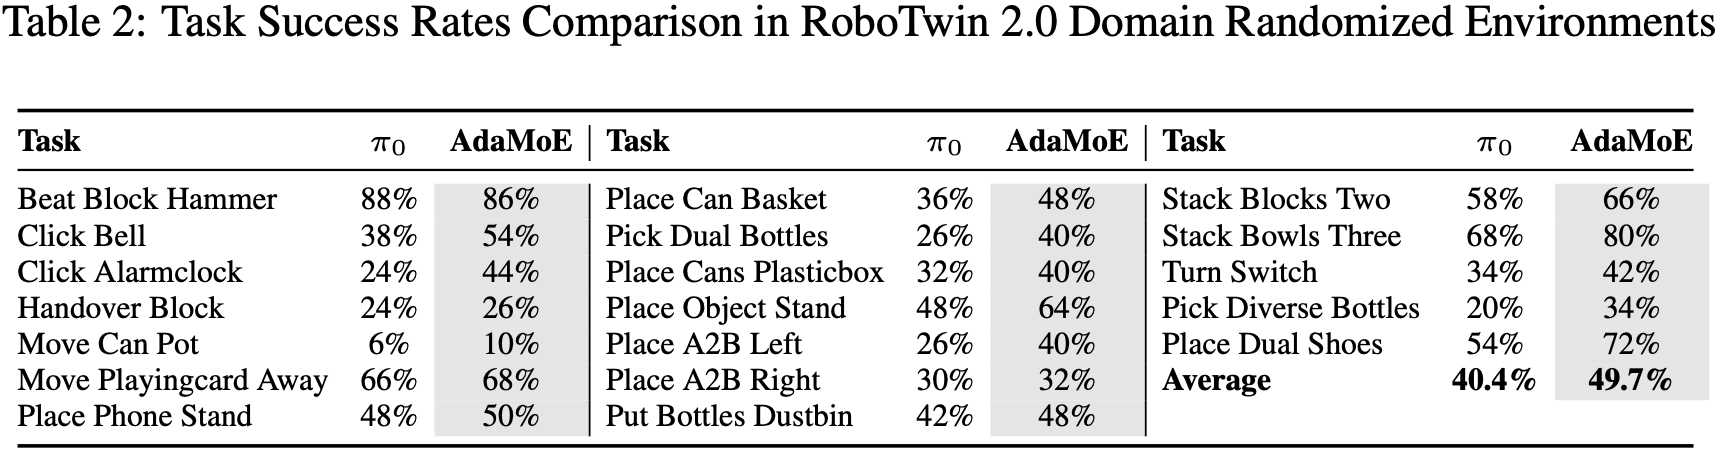 Table 2: Task Success Rates Comparison in RoboTwin 2.0 Domain Randomized Environments
Task π0 AdaMoE Task π0 AdaMoE Task π0 AdaMoE
Beat Block Hammer 88% 86% Place Can Basket 36% 48% Stack Blocks Two 58% 66%
Click Bell 38% 54% Pick Dual Bottles 26% 40% Stack Bowls Three 68% 80%
Click Alarmclock 24% 44% Place Cans Plasticbox 32% 40% Turn Switch 34% 42%
Handover Block 24% 26% Place Object Stand 48% 64% Pick Diverse Bottles 20% 34%
Move Can Pot 6% 10% Place A2B Left 26% 40% Place Dual Shoes 54% 72%
Move Playingcard Away 66% 68% Place A2B Right 30% 32% Average 40.4% 49.7%
Place Phone Stand 48% 50% Put Bottles Dustbin 42% 48%